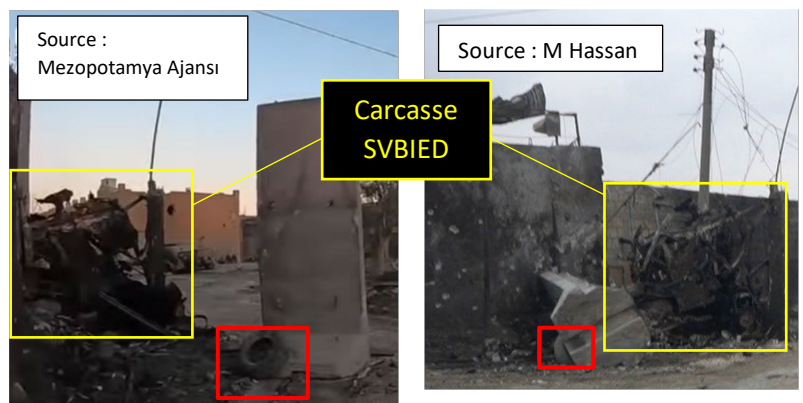 Source :
Mezopotamya Ajansı
Source : M Hassan
Carcasse
SVBIED